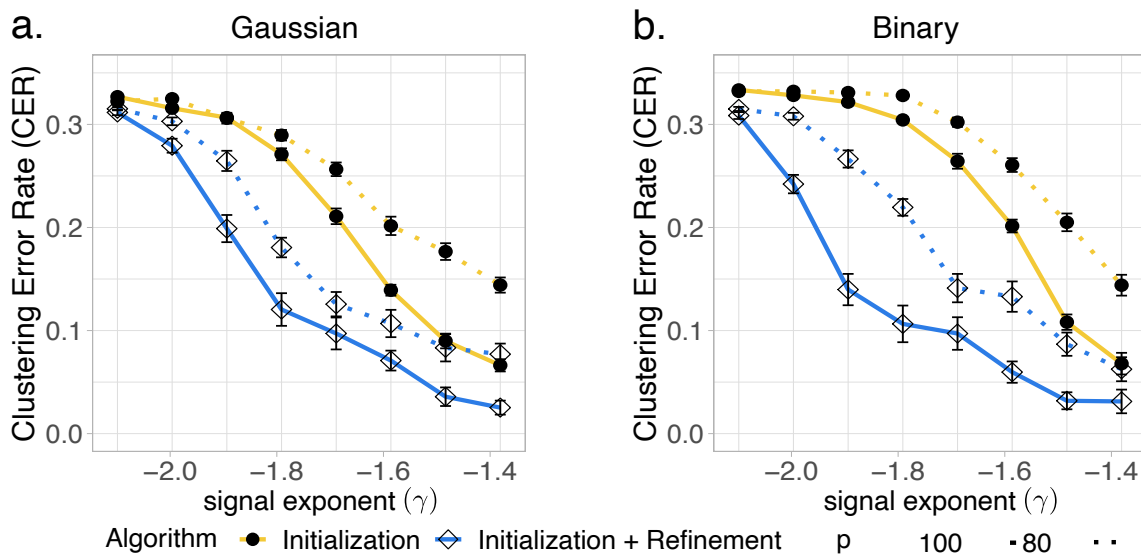 a.
Gaussian
Clustering Error Rate (CER)
0.3
0.2
0.1
0.0
−2.0 −1.8 −1.6 −1.4
signal exponent (γ)
b.
Binary
Clustering Error Rate (CER)
0.3
0.2
0.1
0.0
−2.0 −1.8 −1.6 −1.4
signal exponent (γ)
Algorithm Initialization Initialization + Refinement p 100 80